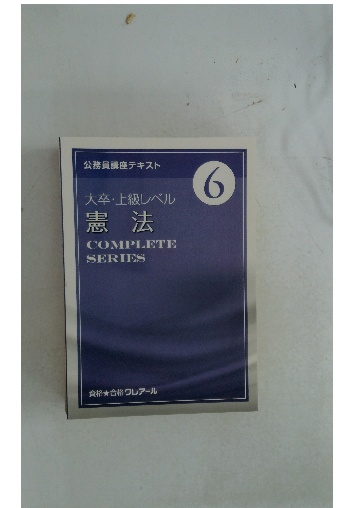 公務員講座テキスト
6
大卒・上級レベル
憲 法
COMPLETE
SERIES
資格★合格クレアール